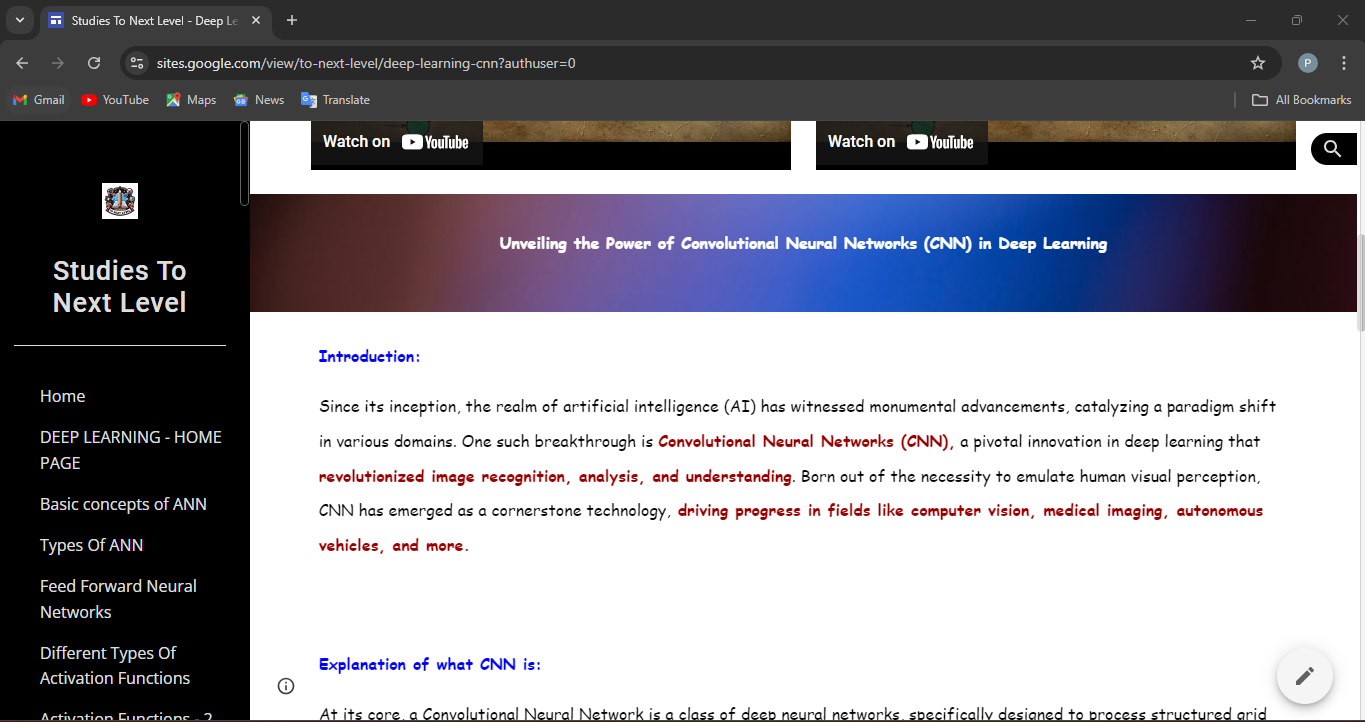 Studies To Next Level - Deep Le
sites.google.com/view/to-next-level/deep-learning-cnn?authuser=0
P
Gmail
YouTube
Maps
News
Translate
All Bookmarks
Studies To
Next Level
Home
DEEP LEARNING - HOME
PAGE
Basic concepts of ANN
Types Of ANN
Feed Forward Neural
Networks
Different Types Of
Activation Functions
Activation Functions - 2
Watch on YouTube
Watch on YouTube
Unveiling the Power of Convolutional Neural Networks (CNN) in Deep Learning
Introduction:
Since its inception, the realm of artificial intelligence (AI) has witnessed monumental advancements, catalyzing a paradigm shift
in various domains. One such breakthrough is Convolutional Neural Networks (CNN), a pivotal innovation in deep learning that
revolutionized image recognition, analysis, and understanding. Born out of the necessity to emulate human visual perception,
CNN has emerged as a cornerstone technology, driving progress in fields like computer vision, medical imaging, autonomous
vehicles, and more.
Explanation of what CNN is:
At its core, a Convolutional Neural Network is a class of deep neural networks, specifically designed to process structured grid